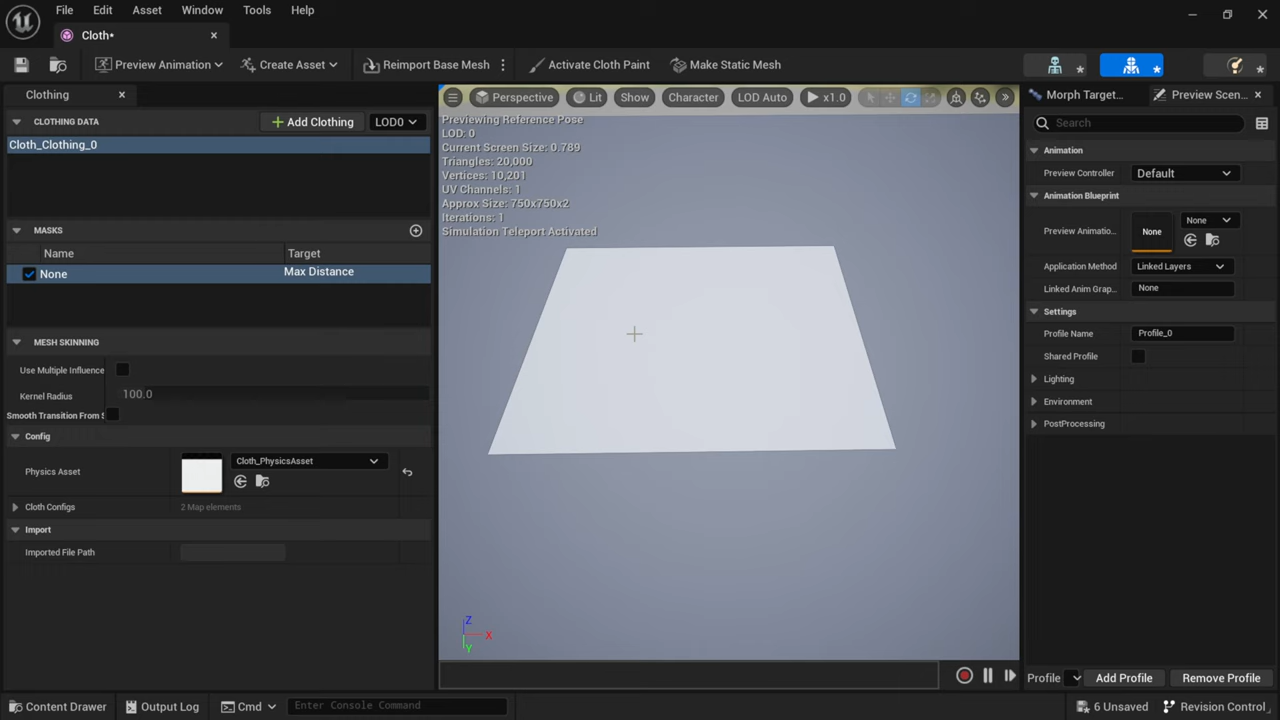 File Edit Asset Window Tools Help
Cloth*
Preview Animation Create Asset Reimport Base Mesh Activate Cloth Paint Make Static Mesh
Clothing
CLOTHING DATA Add Clothing LOD0
Cloth_Clothing_0
MASKS
Name Target
None Max Distance
MESH SKINNING
Use Multiple Influence
Kernel Radius 100.0
Smooth Transition From S
Config
Physics Asset Cloth_PhysicsAsset
Cloth Configs 2 Map elements
Import
Imported File Path
Perspective Lit Show Character LOD Auto x1.0
Previewing Reference Pose
LOD: 0
Current Screen Size: 0.789
Triangles: 20,000
Vertices: 10,201
UV Channels: 1
Approx Size: 750x750x2
Iterations: 1
Simulation Teleport Activated
Z
X
Y
Morph Target... Preview Scen...
Search
Animation
Preview Controller Default
Animation Blueprint
Preview Animatio... None None
Application Method Linked Layers
Linked Anim Grap... None
Settings
Profile Name Profile_0
Shared Profile
Lighting
Environment
PostProcessing
Profile Add Profile Remove Profile
Content Drawer Output Log Cmd Enter Console Command 6 Unsaved Revision Control